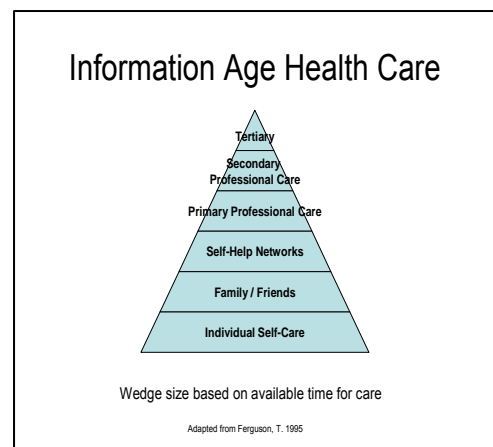 Information Age Health Care
Tertiary
Secondary
Professional Care
Primary Professional Care
Self-Help Networks
Family / Friends
Individual Self-Care
Wedge size based on available time for care
Adapted from Ferguson, T. 1995